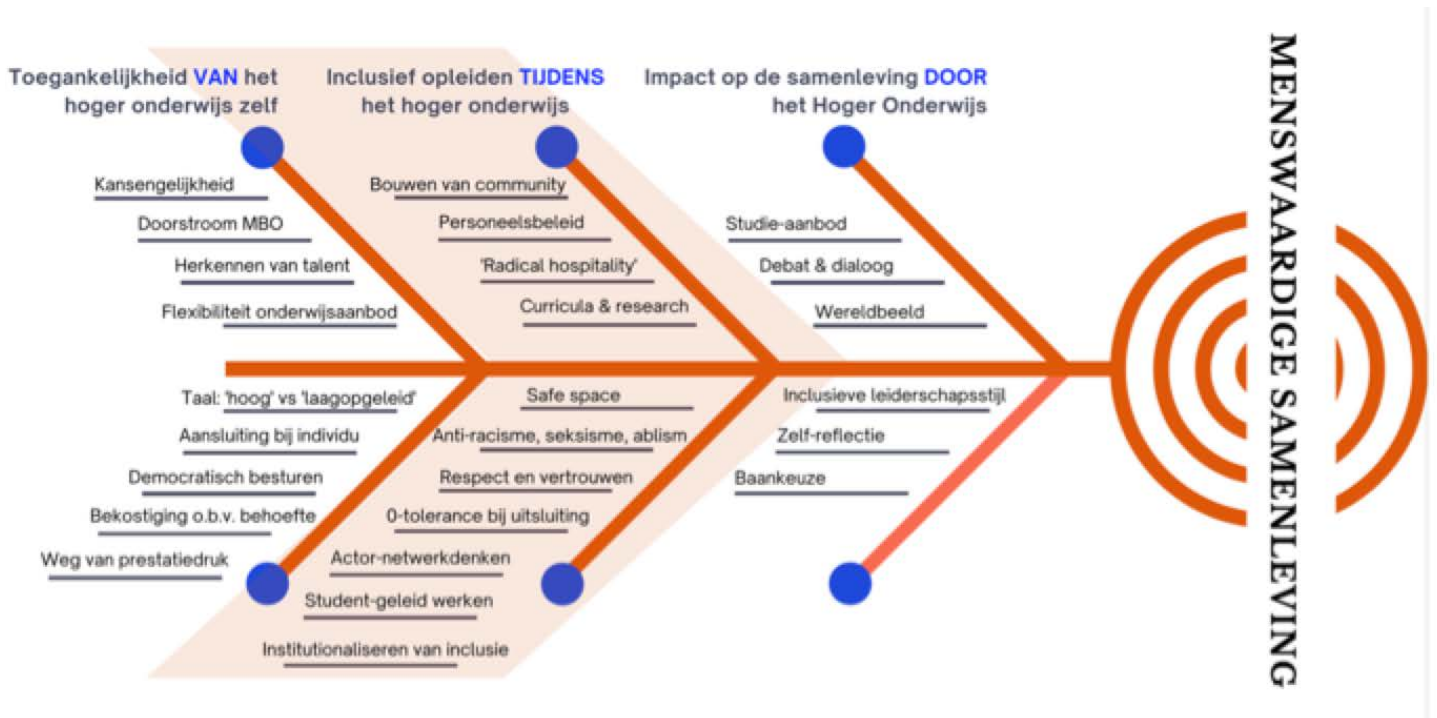 Toegankelijkheid VAN het
hoger onderwijs zelf
Kansengelijkheid
Doorstroom MBO
Herkennen van talent
Flexibiliteit onderwijsaanbod
Taal: 'hoog' vs 'laagopgeleid'
Aansluiting bij individu
Democratisch besturen
Bekostiging o.b.v. behoefte
Weg van prestatiedruk
Inclusief opleiden TIJDENS
het hoger onderwijs
Bouwen van community
Personeelsbeleid
'Radical hospitality'
Curricula & research
Safe space
Anti-racisme, seksisme, ablism
Respect en vertrouwen
0-tolerance bij uitsluiting
Actor-netwerkdenken
Student-geleid werken
Institutionaliseren van inclusie
Impact op de samenleving DOOR
het Hoger Onderwijs
Studie-aanbod
Debat & dialoog
Wereldbeeld
Inclusieve leiderschapsstijl
Zelf-reflectie
Baankeuze
MENSWAARDIGE SAMENLEVING